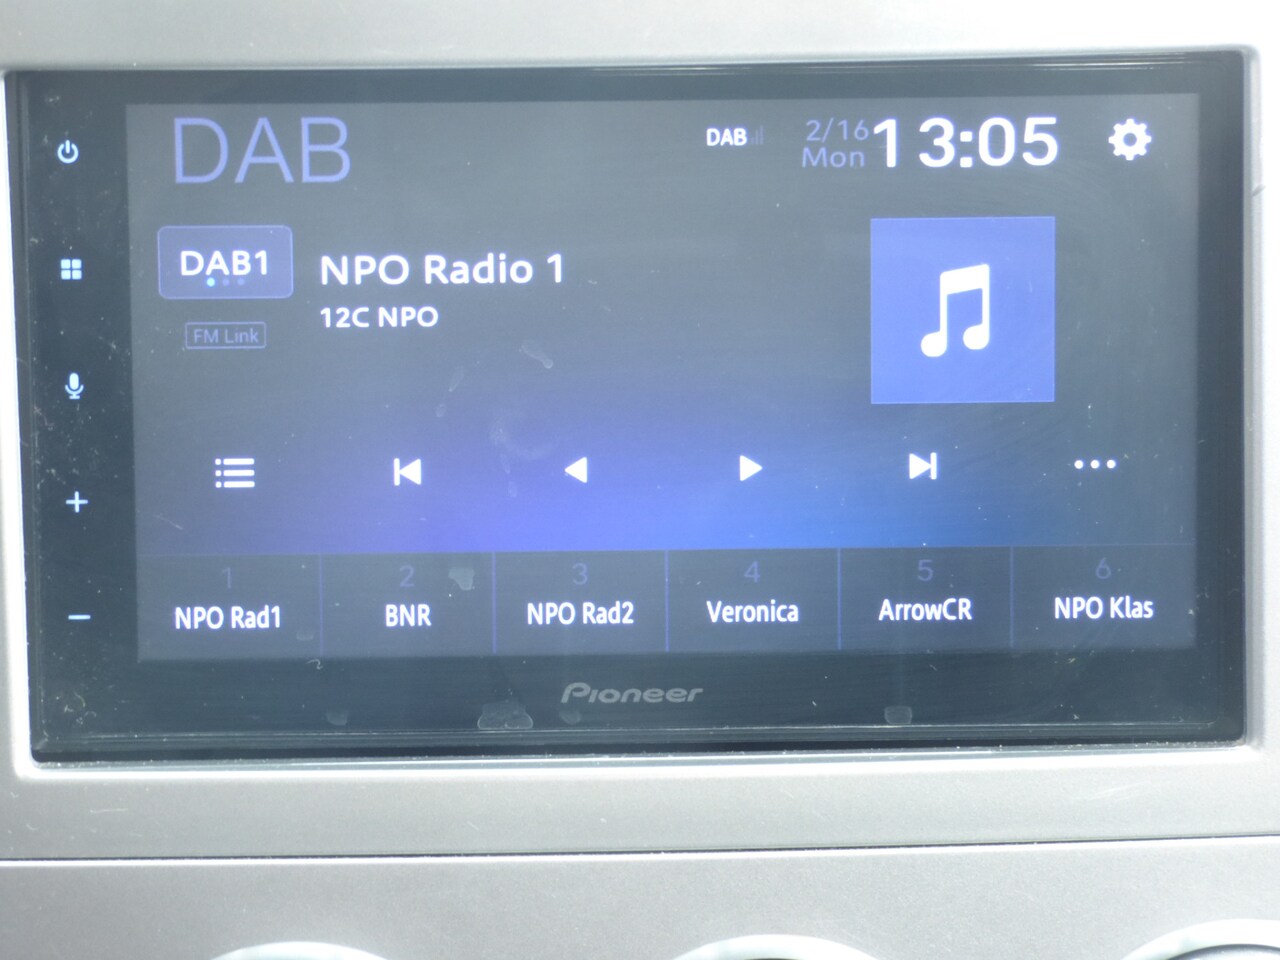 DAB
DAB
2/16
Mon
13:05
DAB1
NPO Radio 1
12C NPO
FM Link
1
NPO Rad1
2
BNR
3
NPO Rad2
4
Veronica
5
ArrowCR
6
NPO Klas
Pioneer